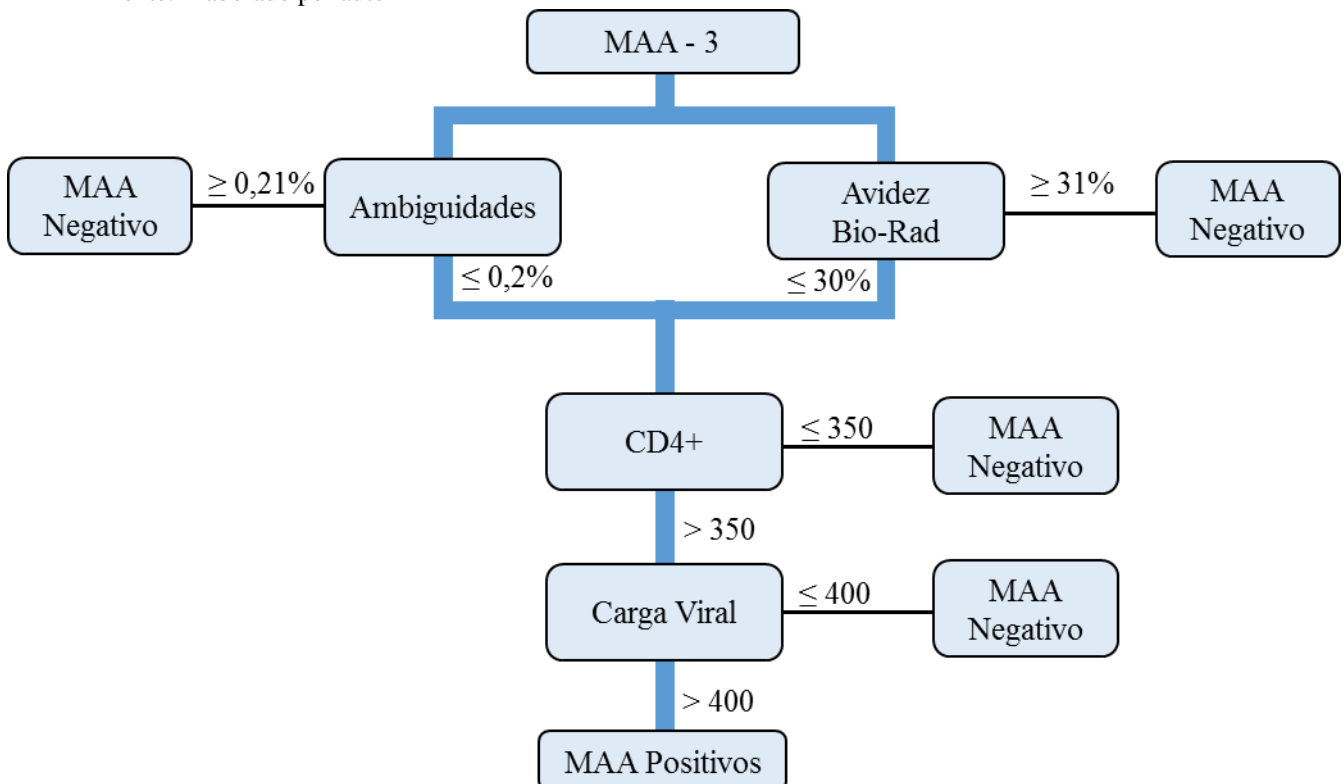 MAA - 3
MAA
Negativo
≥ 0,21%
Ambiguidades
Avidez
Bio-Rad
≥ 31%
MAA
Negativo
≤ 0,2%
≤ 30%
CD4+
≤ 350
MAA
Negativo
> 350
Carga Viral
≤ 400
MAA
Negativo
> 400
MAA Positivos